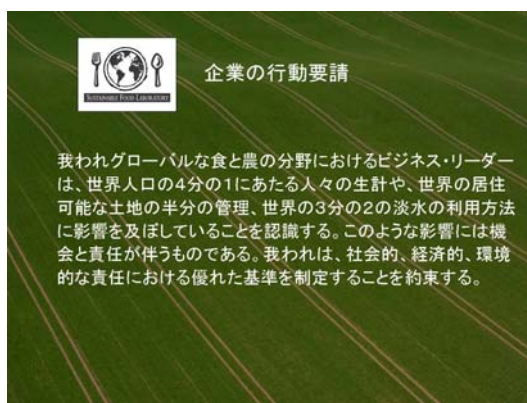 SUSTAINABLE FOOD LABORATORY
企業の行動要請
我われグローバルな食と農の分野におけるビジネス・リーダー
は、世界人口の4分の1にあたる人々の生計や、世界の居住
可能な土地の半分の管理、世界の3分の2の淡水の利用方法
に影響を及ぼしていることを認識する。このような影響には機
会と責任が伴うものである。我われは、社会的、経済的、環境
的な責任における優れた基準を制定することを約束する。